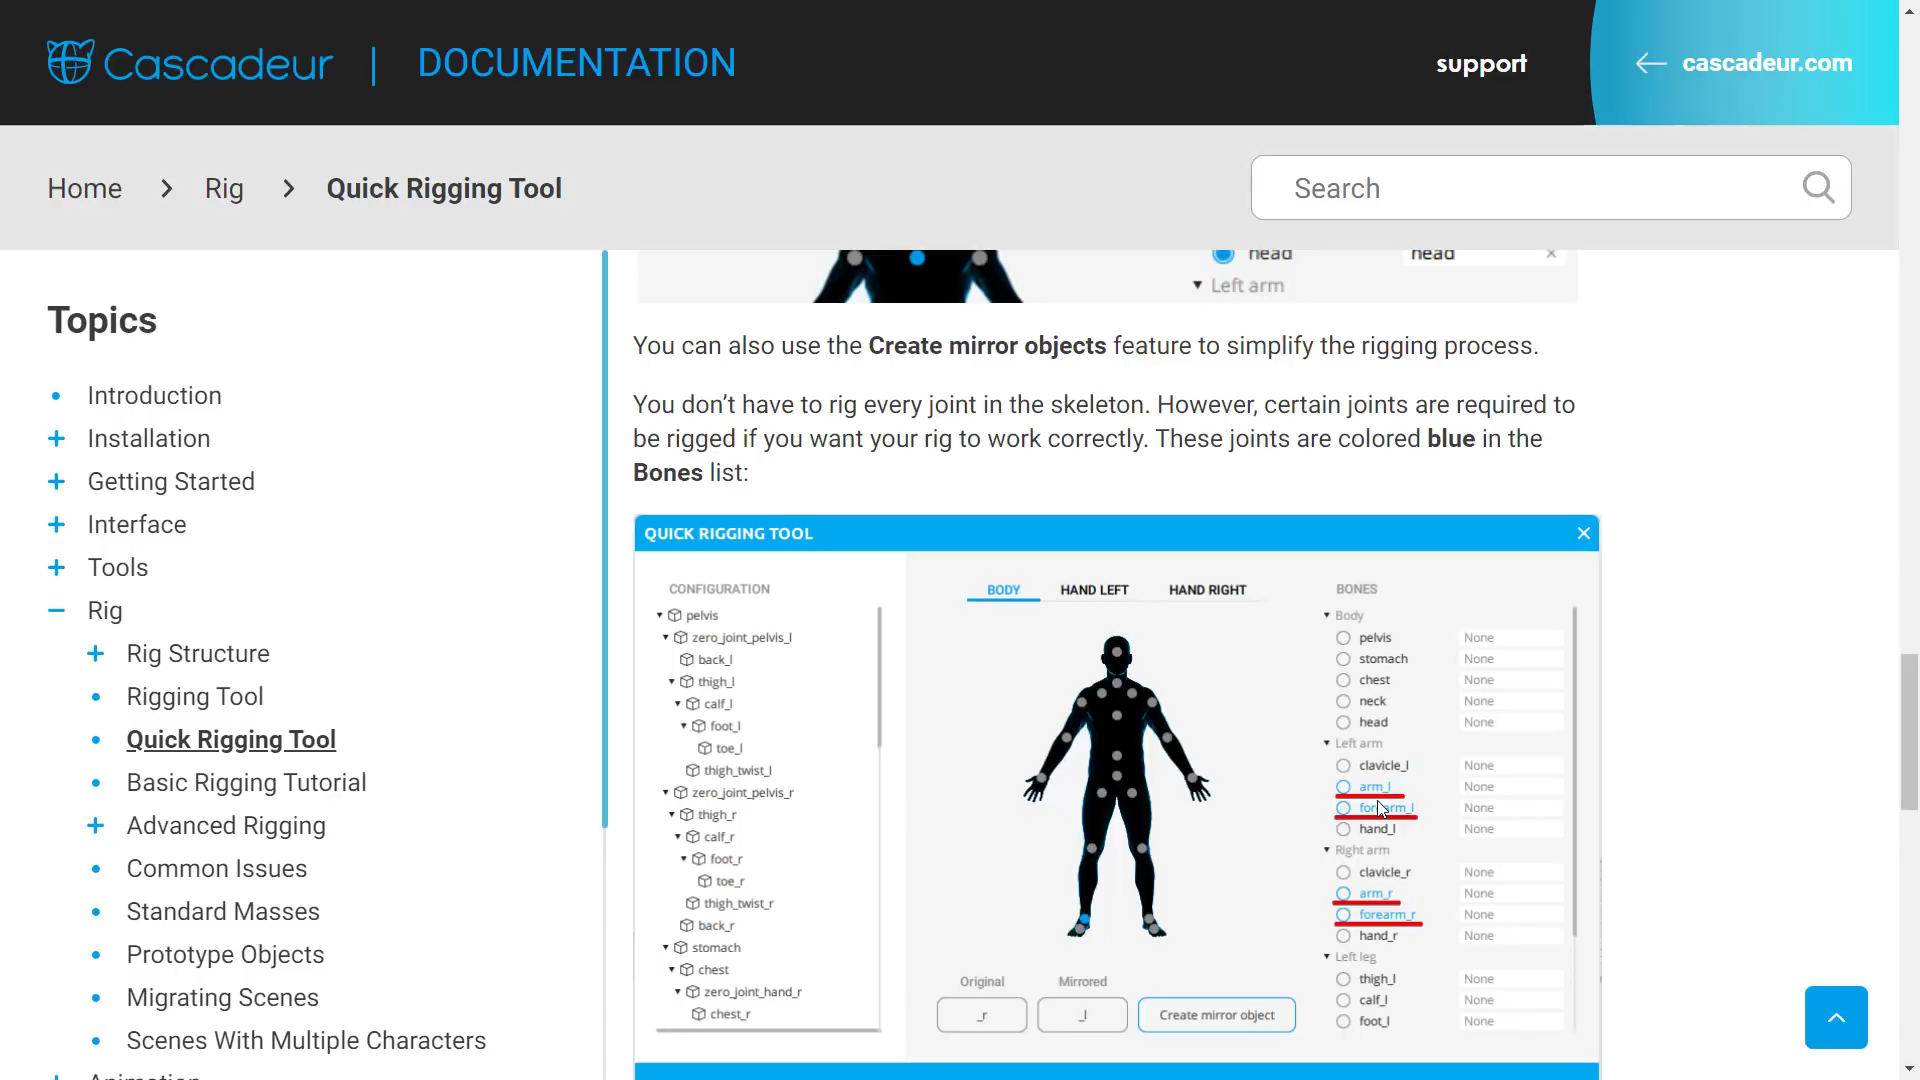 Cascadeur | DOCUMENTATION
support
cascadeur.com
Home > Rig > Quick Rigging Tool
Search
Topics
Introduction
Installation
Getting Started
Interface
Tools
Rig
Rig Structure
Rigging Tool
Quick Rigging Tool
Basic Rigging Tutorial
Advanced Rigging
Common Issues
Standard Masses
Prototype Objects
Migrating Scenes
Scenes With Multiple Characters
Animation
head head
Left arm
You can also use the Create mirror objects feature to simplify the rigging process.
You don’t have to rig every joint in the skeleton. However, certain joints are required to
be rigged if you want your rig to work correctly. These joints are colored blue in the
Bones list:
QUICK RIGGING TOOL
CONFIGURATION
pelvis
zero_joint_pelvis_l
back_l
thigh_l
calf_l
foot_l
toe_l
thigh_twist_l
zero_joint_pelvis_r
thigh_r
calf_r
foot_r
toe_r
thigh_twist_r
back_r
stomach
chest
zero_joint_hand_r
chest_r
BODY HAND LEFT HAND RIGHT
Original Mirrored
_r _l Create mirror object
BONES
Body
pelvis None
stomach None
chest None
neck None
head None
Left arm
clavicle_l None
arm_l None
forearm_l None
hand_l None
Right arm
clavicle_r None
arm_r None
forearm_r None
hand_r None
Left leg
thigh_l None
calf_l None
foot_l None